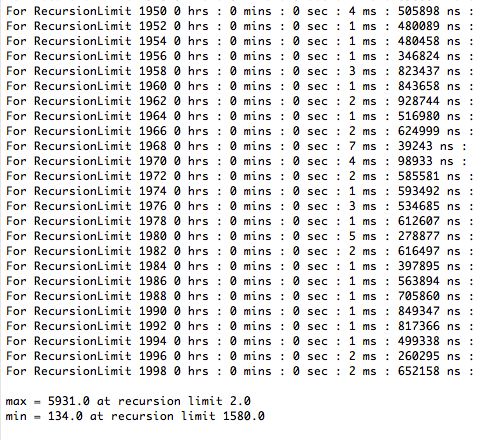 For RecursionLimit 1950 0 hrs : 0 mins : 0 sec : 4 ms : 505898 ns :
For RecursionLimit 1952 0 hrs : 0 mins : 0 sec : 1 ms : 480089 ns :
For RecursionLimit 1954 0 hrs : 0 mins : 0 sec : 1 ms : 480458 ns :
For RecursionLimit 1956 0 hrs : 0 mins : 0 sec : 1 ms : 346824 ns :
For RecursionLimit 1958 0 hrs : 0 mins : 0 sec : 3 ms : 823437 ns :
For RecursionLimit 1960 0 hrs : 0 mins : 0 sec : 1 ms : 843658 ns :
For RecursionLimit 1962 0 hrs : 0 mins : 0 sec : 2 ms : 928744 ns :
For RecursionLimit 1964 0 hrs : 0 mins : 0 sec : 1 ms : 516980 ns :
For RecursionLimit 1966 0 hrs : 0 mins : 0 sec : 2 ms : 624999 ns :
For RecursionLimit 1968 0 hrs : 0 mins : 0 sec : 7 ms : 39243 ns :
For RecursionLimit 1970 0 hrs : 0 mins : 0 sec : 4 ms : 98933 ns :
For RecursionLimit 1972 0 hrs : 0 mins : 0 sec : 2 ms : 585581 ns :
For RecursionLimit 1974 0 hrs : 0 mins : 0 sec : 1 ms : 593492 ns :
For RecursionLimit 1976 0 hrs : 0 mins : 0 sec : 3 ms : 534685 ns :
For RecursionLimit 1978 0 hrs : 0 mins : 0 sec : 1 ms : 612607 ns :
For RecursionLimit 1980 0 hrs : 0 mins : 0 sec : 5 ms : 278877 ns :
For RecursionLimit 1982 0 hrs : 0 mins : 0 sec : 2 ms : 616497 ns :
For RecursionLimit 1984 0 hrs : 0 mins : 0 sec : 1 ms : 397895 ns :
For RecursionLimit 1986 0 hrs : 0 mins : 0 sec : 1 ms : 563894 ns :
For RecursionLimit 1988 0 hrs : 0 mins : 0 sec : 1 ms : 705860 ns :
For RecursionLimit 1990 0 hrs : 0 mins : 0 sec : 1 ms : 849347 ns :
For RecursionLimit 1992 0 hrs : 0 mins : 0 sec : 1 ms : 817366 ns :
For RecursionLimit 1994 0 hrs : 0 mins : 0 sec : 1 ms : 499338 ns :
For RecursionLimit 1996 0 hrs : 0 mins : 0 sec : 2 ms : 260295 ns :
For RecursionLimit 1998 0 hrs : 0 mins : 0 sec : 2 ms : 652158 ns :
max = 5931.0 at recursion limit 2.0
min = 134.0 at recursion limit 1580.0